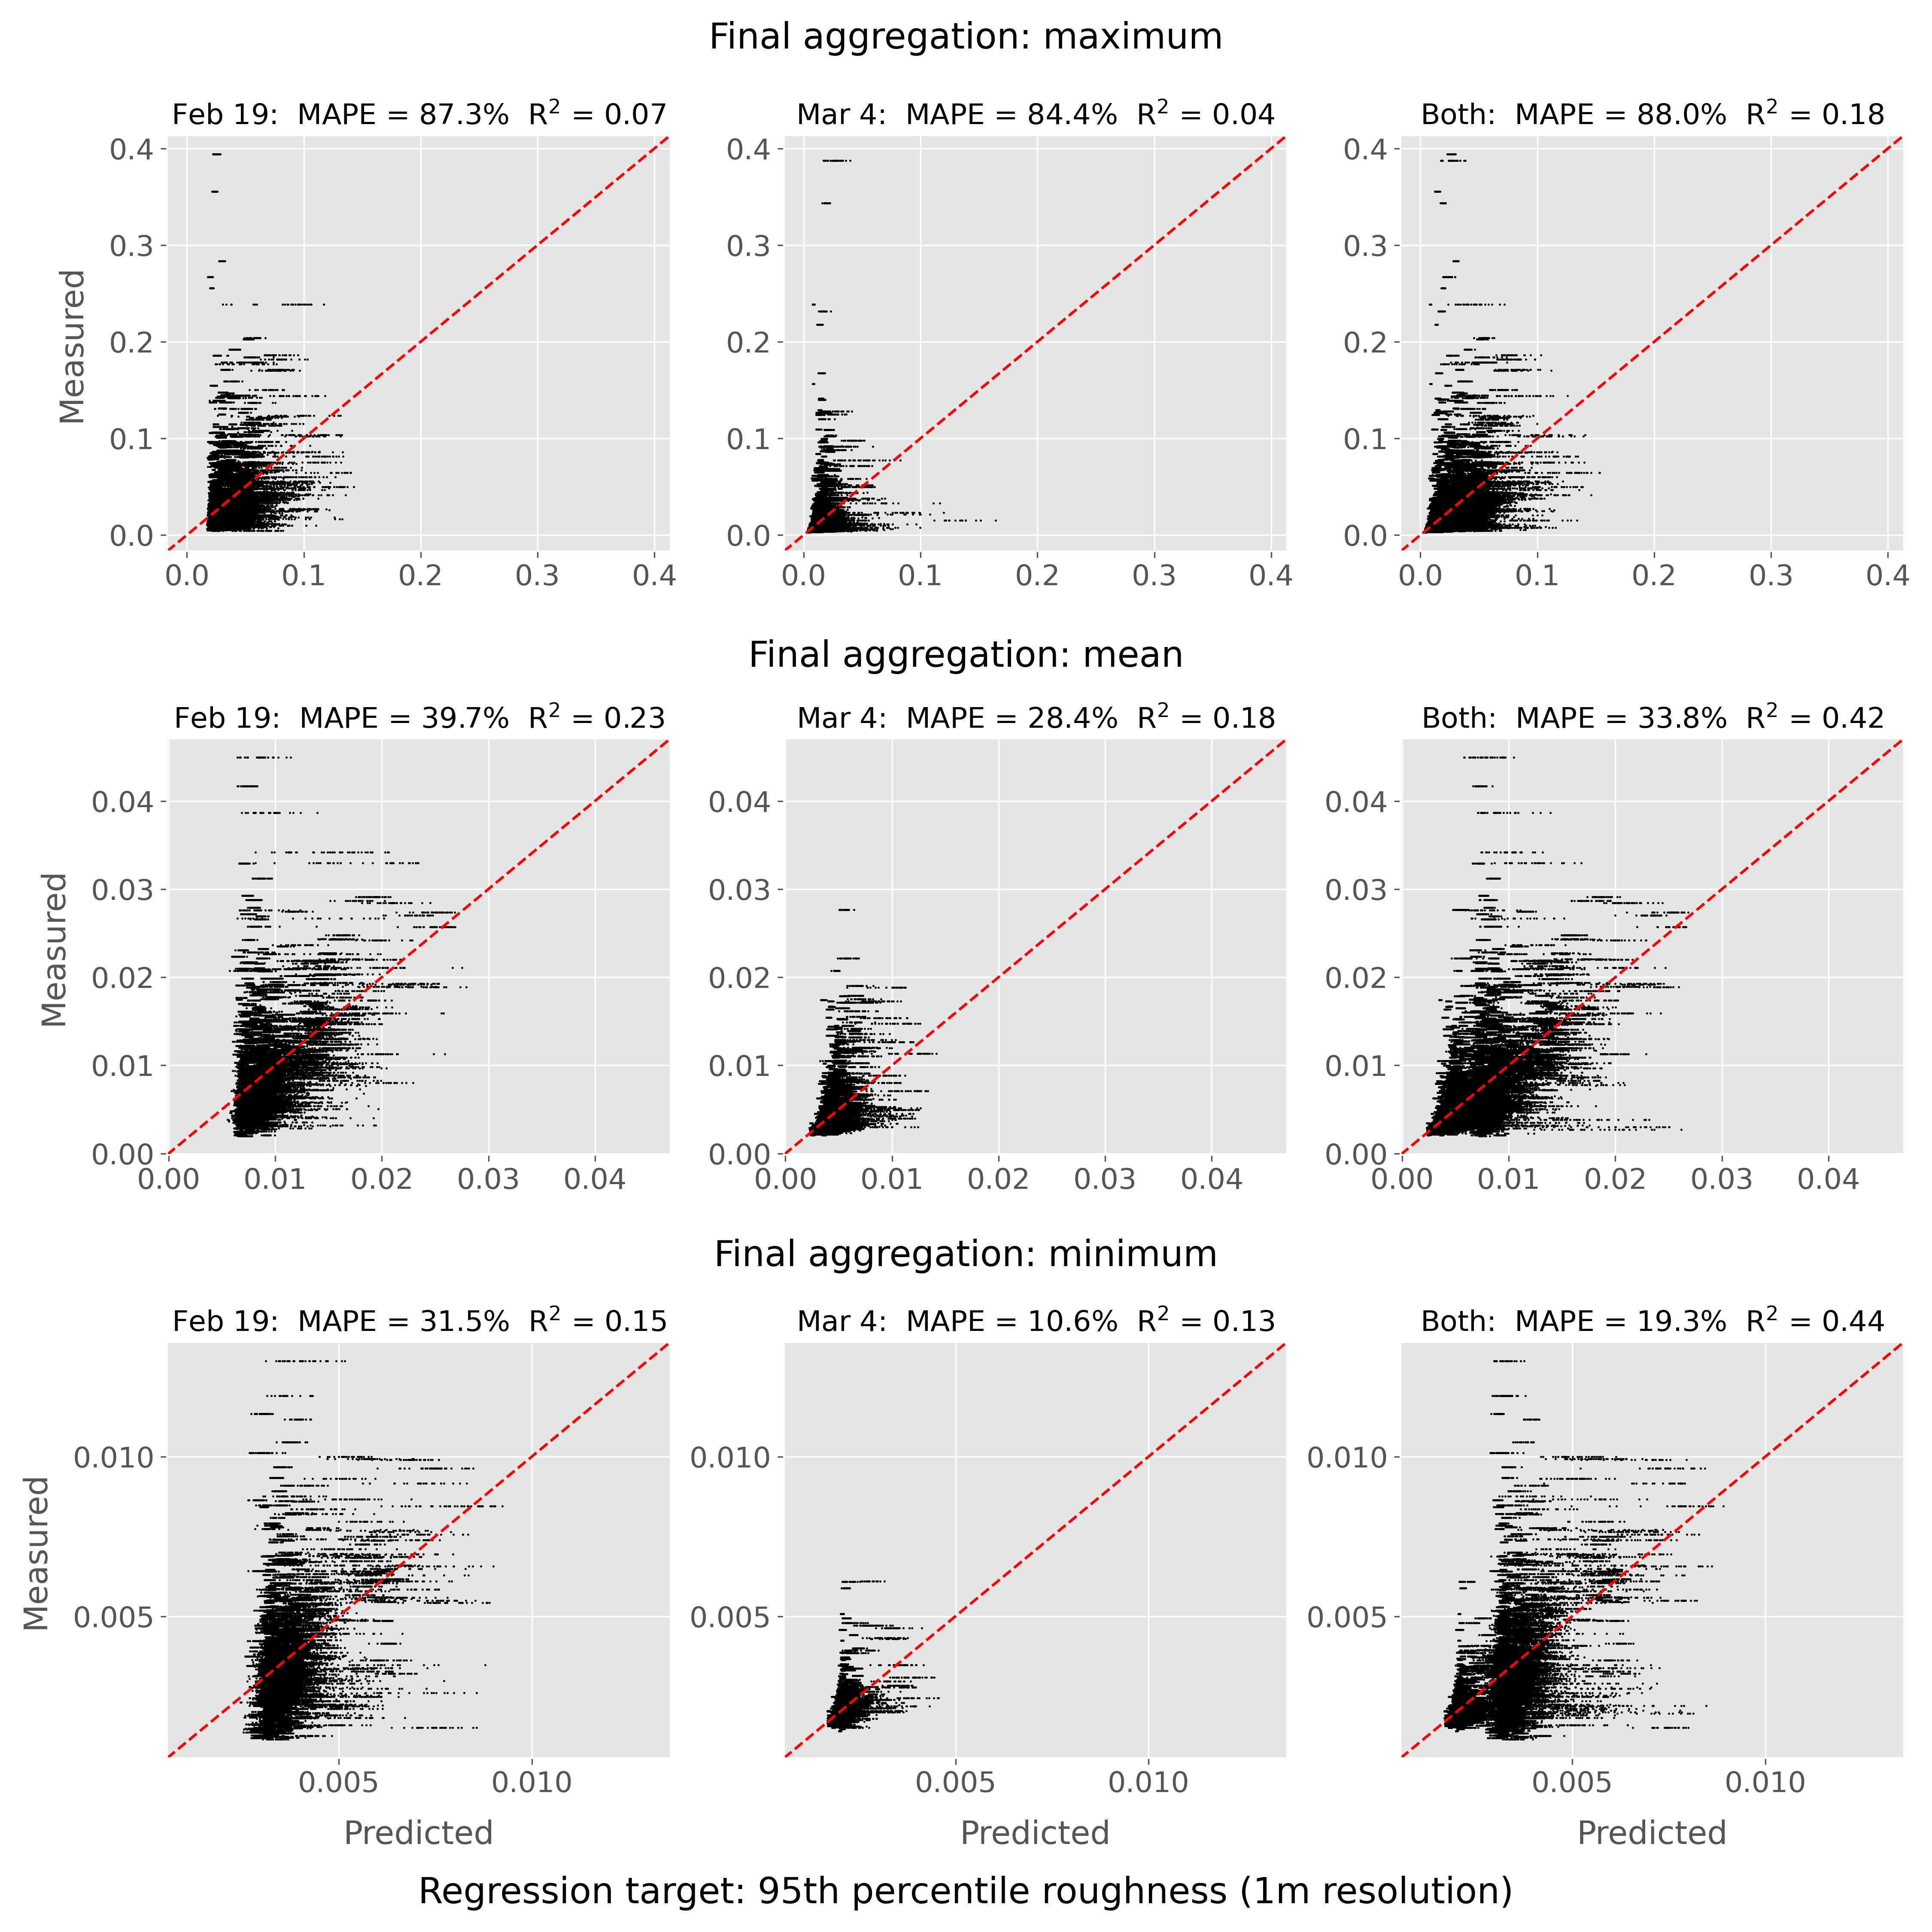 Final aggregation: maximum
Feb 19:  MAPE = 87.3%  R² = 0.07
Mar 4:  MAPE = 84.4%  R² = 0.04
Both:  MAPE = 88.0%  R² = 0.18
Measured
0.4
0.3
0.2
0.1
0.0
0.0 0.1 0.2 0.3 0.4
0.4
0.3
0.2
0.1
0.0
0.0 0.1 0.2 0.3 0.4
0.4
0.3
0.2
0.1
0.0
0.0 0.1 0.2 0.3 0.4
Final aggregation: mean
Feb 19:  MAPE = 39.7%  R² = 0.23
Mar 4:  MAPE = 28.4%  R² = 0.18
Both:  MAPE = 33.8%  R² = 0.42
Measured
0.04
0.03
0.02
0.01
0.00
0.00 0.01 0.02 0.03 0.04
0.04
0.03
0.02
0.01
0.00
0.00 0.01 0.02 0.03 0.04
0.04
0.03
0.02
0.01
0.00
0.00 0.01 0.02 0.03 0.04
Final aggregation: minimum
Feb 19:  MAPE = 31.5%  R² = 0.15
Mar 4:  MAPE = 10.6%  R² = 0.13
Both:  MAPE = 19.3%  R² = 0.44
Measured
0.010
0.005
0.005 0.010
Predicted
0.010
0.005
0.005 0.010
Predicted
0.010
0.005
0.005 0.010
Predicted
Regression target: 95th percentile roughness (1m resolution)